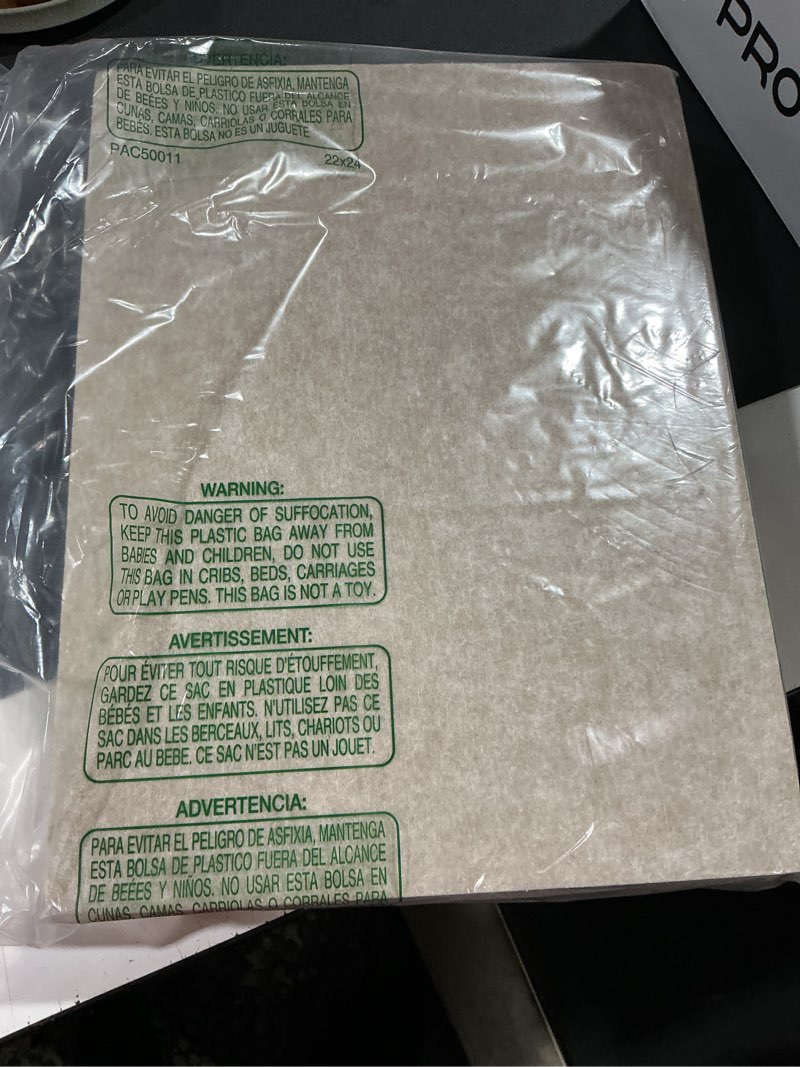 ADVERTENCIA:
PARA EVITAR EL PELIGRO DE ASFIXIA, MANTENGA
ESTA BOLSA DE PLASTICO FUERA DEL ALCANCE
DE BEÉES Y NIÑOS. NO USAR ESTA BOLSA EN
CUNAS, CAMAS, CARRIOLAS O CORRALES PARA
BEBES. ESTA BOLSA NO ES UN JUGUETE
PAC50011 22x24
PRO
WARNING:
TO AVOID DANGER OF SUFFOCATION,
KEEP THIS PLASTIC BAG AWAY FROM
BABIES AND CHILDREN, DO NOT USE
THIS BAG IN CRIBS, BEDS, CARRIAGES
OR PLAY PENS. THIS BAG IS NOT A TOY.
AVERTISSEMENT:
POUR ÉVITER TOUT RISQUE D'ÉTOUFFEMENT,
GARDEZ CE SAC EN PLASTIQUE LOIN DES
BÉBÉS ET LES ENFANTS. N'UTILISEZ PAS CE
SAC DANS LES BERCEAUX, LITS, CHARIOTS OU
PARC AU BEBE. CE SAC N'EST PAS UN JOUET.
ADVERTENCIA:
PARA EVITAR EL PELIGRO DE ASFIXIA, MANTENGA
ESTA BOLSA DE PLASTICO FUERA DEL ALCANCE
DE BEÉES Y NIÑOS. NO USAR ESTA BOLSA EN
CUNAS, CAMAS, CARRIOLAS O CORRALES PARA